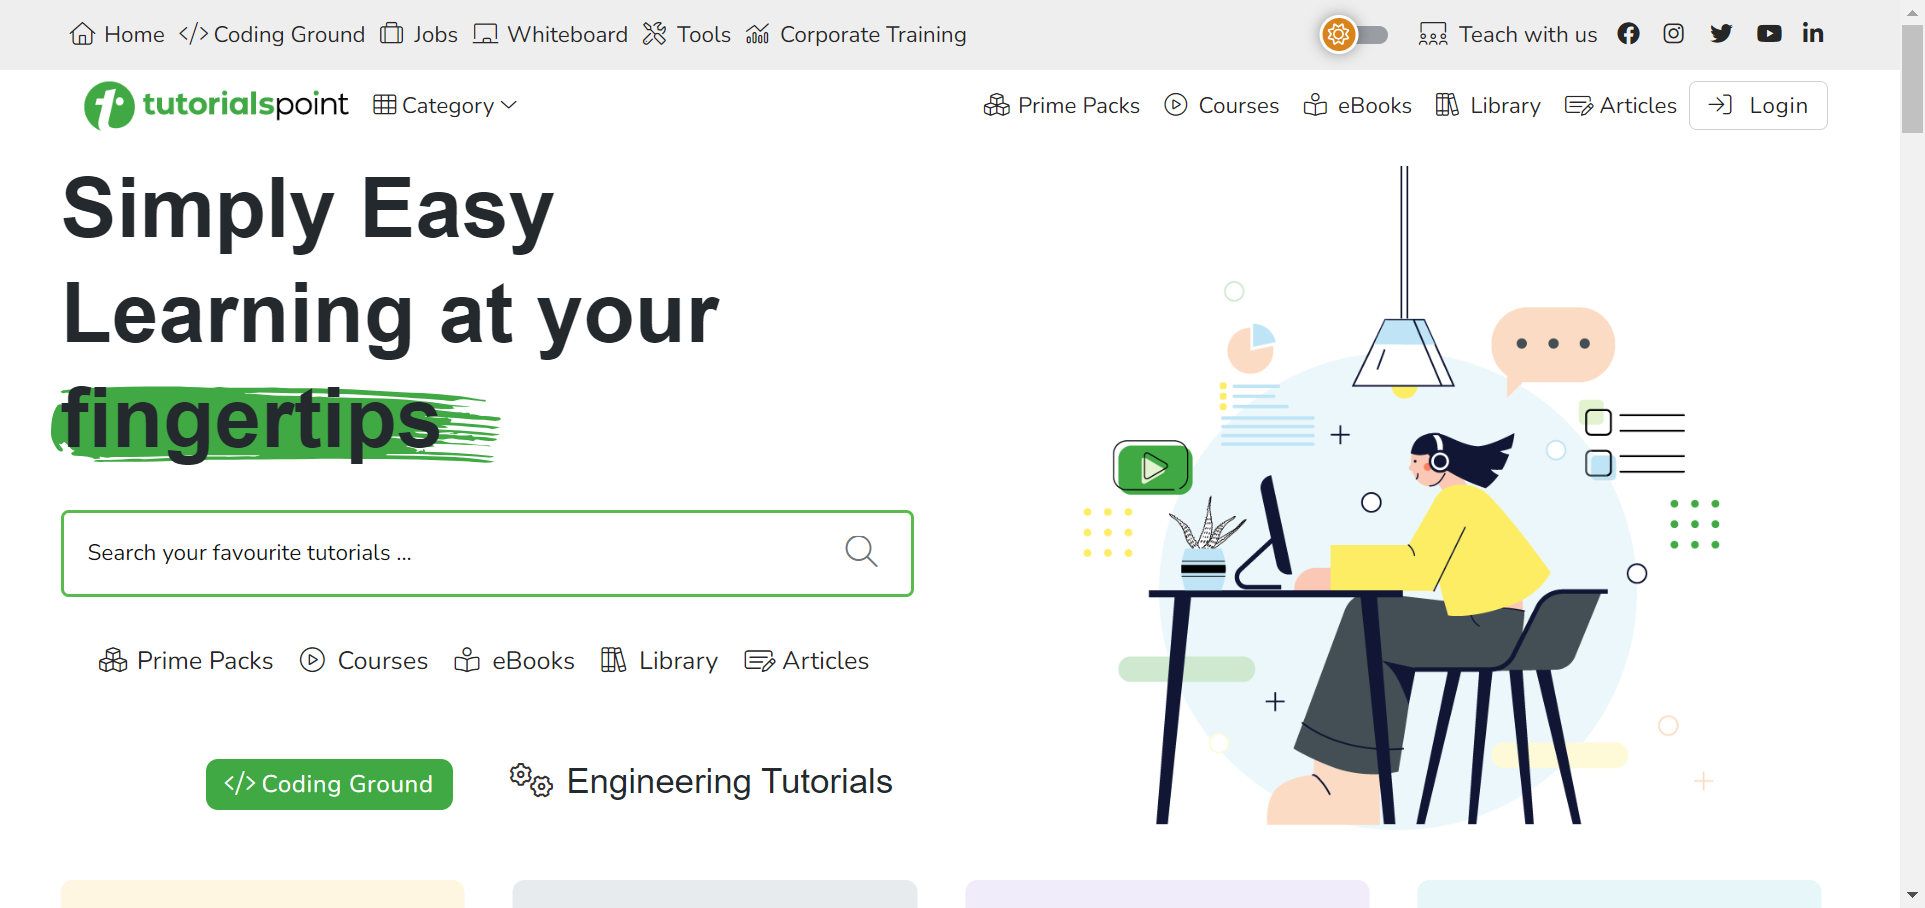 Home </> Coding Ground Jobs Whiteboard Tools Corporate Training Teach with us
tutorialspoint Category Prime Packs Courses eBooks Library Articles Login
Simply Easy
Learning at your
fingertips
Search your favourite tutorials ...
Prime Packs Courses eBooks Library Articles
</> Coding Ground Engineering Tutorials